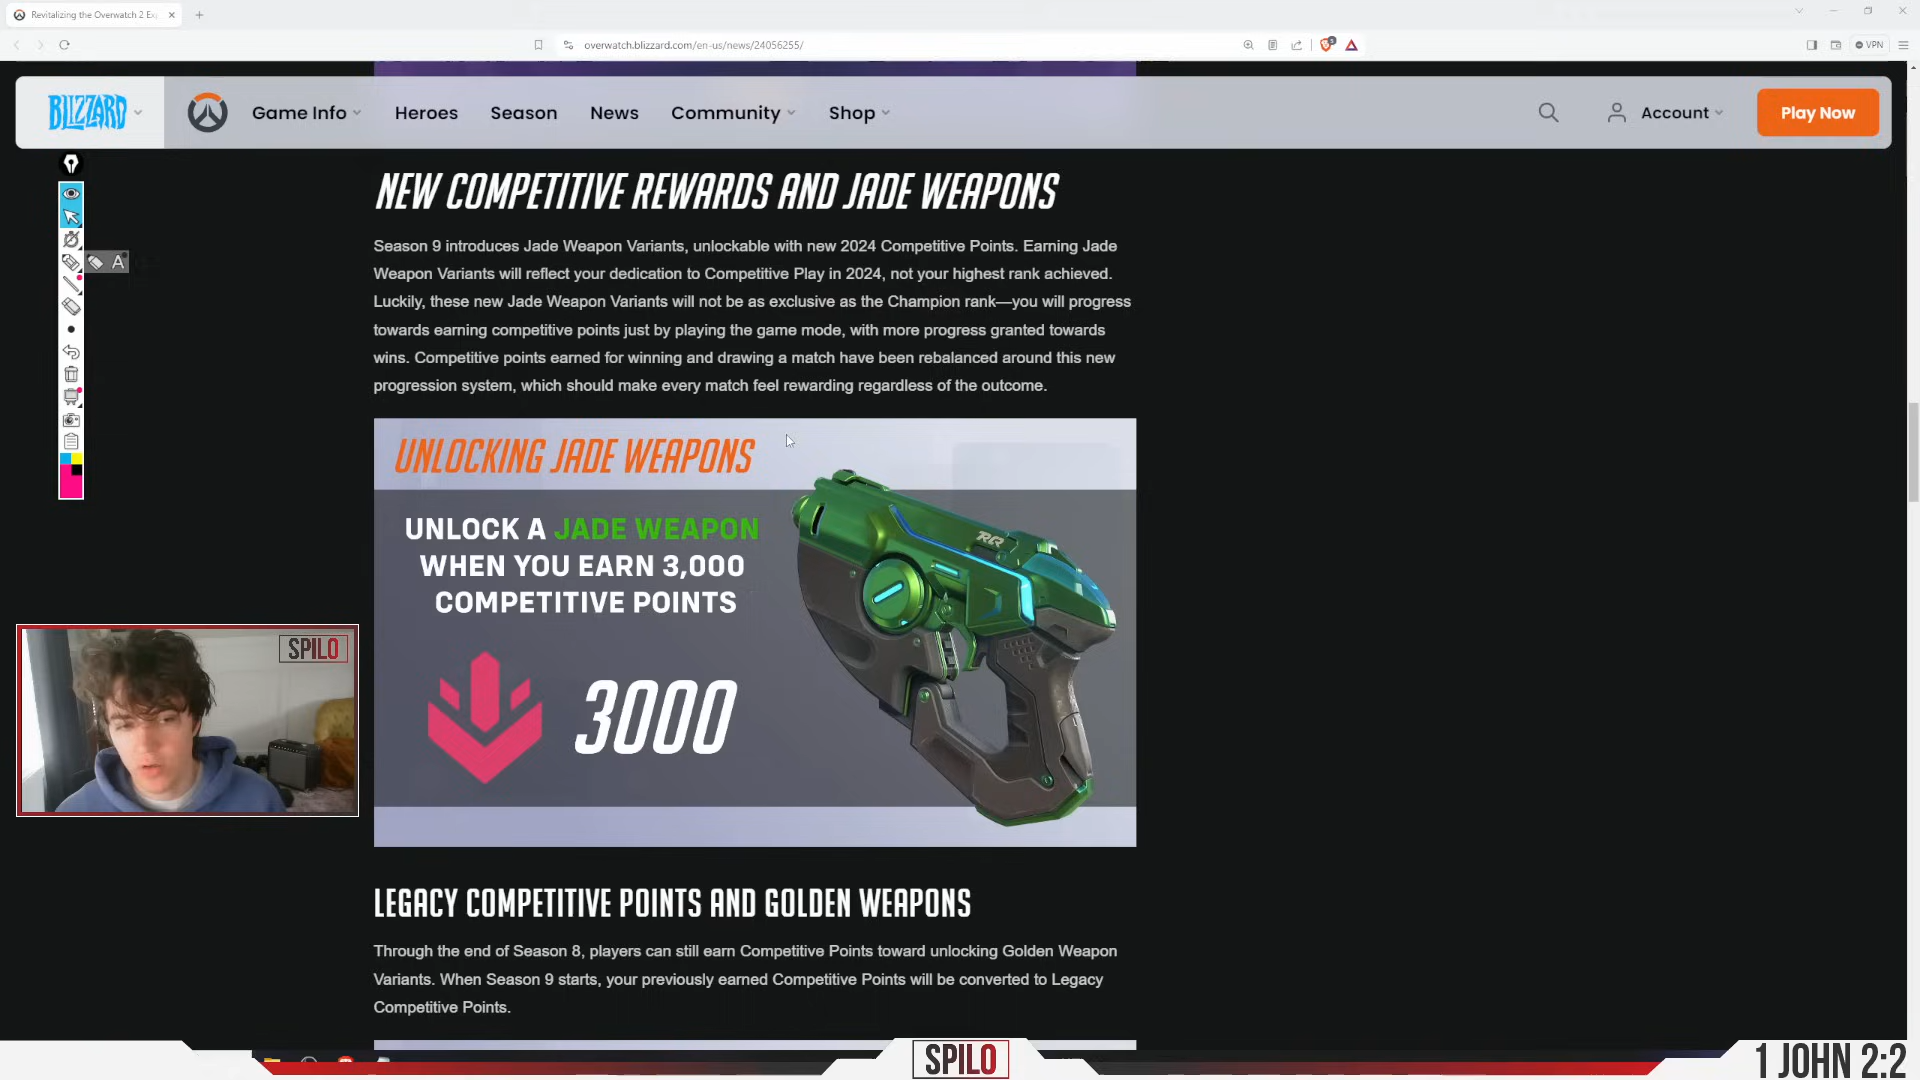 Revitalizing the Overwatch 2 Ex
overwatch.blizzard.com/en-us/news/24056255/
VPN
BLIZZARD
Game Info
Heroes
Season
News
Community
Shop
Account
Play Now
A
NEW COMPETITIVE REWARDS AND JADE WEAPONS
Season 9 introduces Jade Weapon Variants, unlockable with new 2024 Competitive Points. Earning Jade
Weapon Variants will reflect your dedication to Competitive Play in 2024, not your highest rank achieved.
Luckily, these new Jade Weapon Variants will not be as exclusive as the Champion rank—you will progress
towards earning competitive points just by playing the game mode, with more progress granted towards
wins. Competitive points earned for winning and drawing a match have been rebalanced around this new
progression system, which should make every match feel rewarding regardless of the outcome.
UNLOCKING JADE WEAPONS
UNLOCK A JADE WEAPON
WHEN YOU EARN 3,000
COMPETITIVE POINTS
3000
SPILO
LEGACY COMPETITIVE POINTS AND GOLDEN WEAPONS
Through the end of Season 8, players can still earn Competitive Points toward unlocking Golden Weapon
Variants. When Season 9 starts, your previously earned Competitive Points will be converted to Legacy
Competitive Points.
SPILO
1 JOHN 2:2